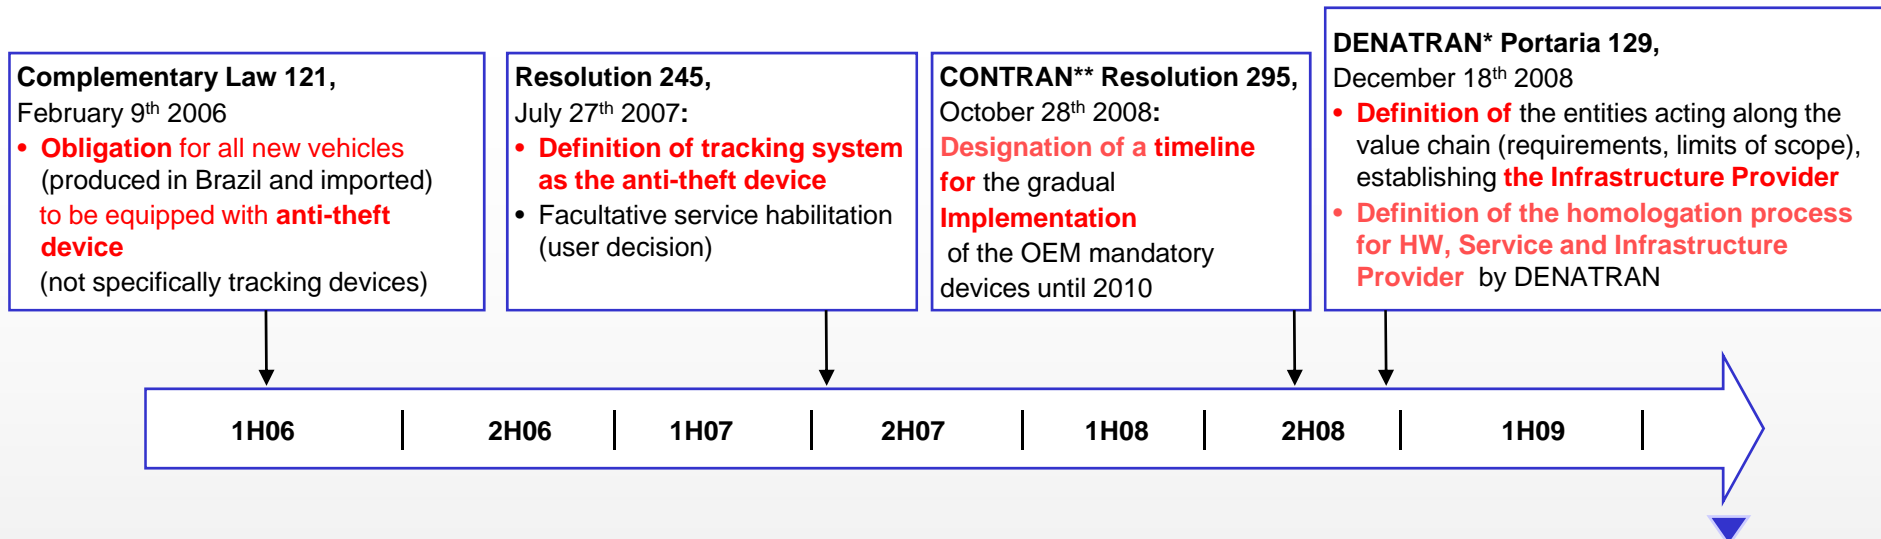 Complementary Law 121,
February 9th 2006
• Obligation for all new vehicles
(produced in Brazil and imported)
to be equipped with anti-theft
device
(not specifically tracking devices)
Resolution 245,
July 27th 2007:
• Definition of tracking system
as the anti-theft device
• Facultative service habilitation
(user decision)
CONTRAN** Resolution 295,
October 28th 2008:
Designation of a timeline
for the gradual
Implementation
of the OEM mandatory
devices until 2010
DENATRAN* Portaria 129,
December 18th 2008
• Definition of the entities acting along the
value chain (requirements, limits of scope),
establishing the Infrastructure Provider
• Definition of the homologation process
for HW, Service and Infrastructure
Provider by DENATRAN
1H06 | 2H06 | 1H07 | 2H07 | 1H08 | 2H08 | 1H09 |